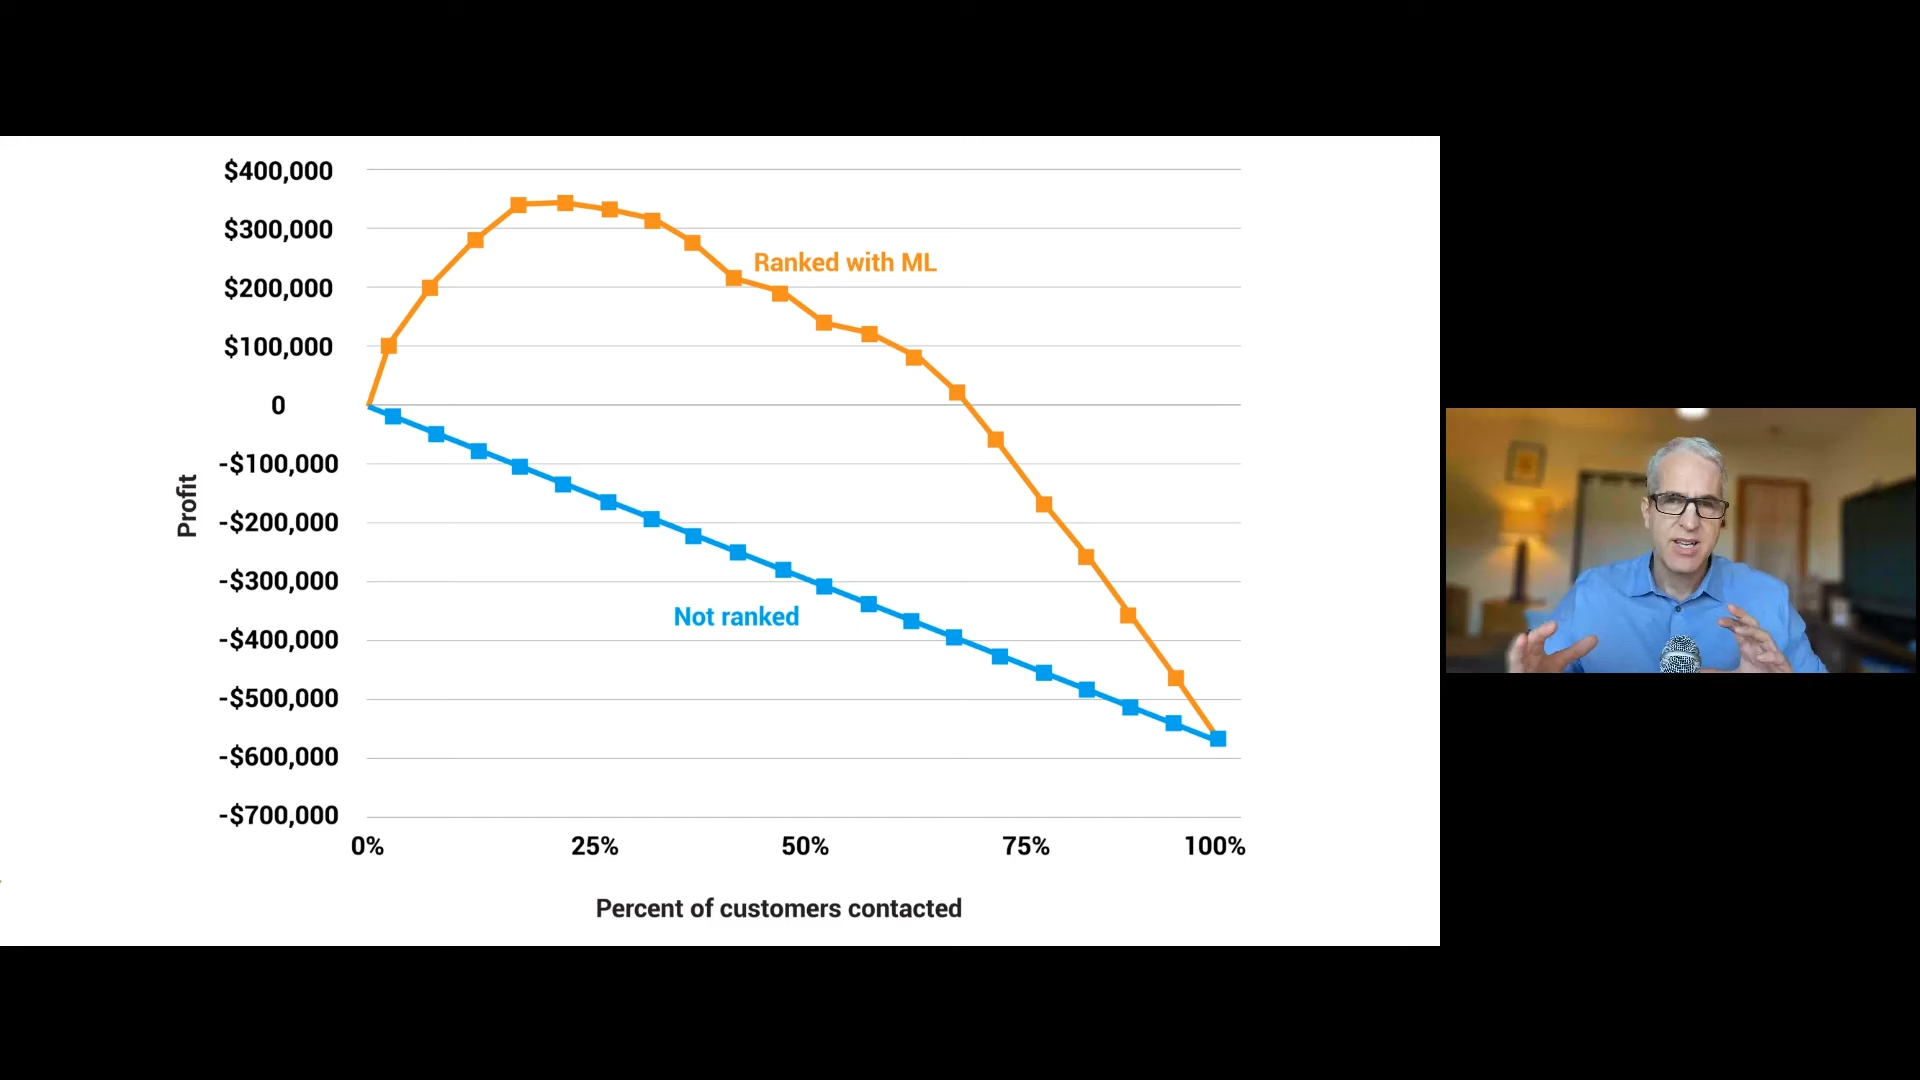 $400,000
$300,000
$200,000
$100,000
0
-$100,000
-$200,000
-$300,000
-$400,000
-$500,000
-$600,000
-$700,000
Profit
Ranked with ML
Not ranked
0% 25% 50% 75% 100%
Percent of customers contacted